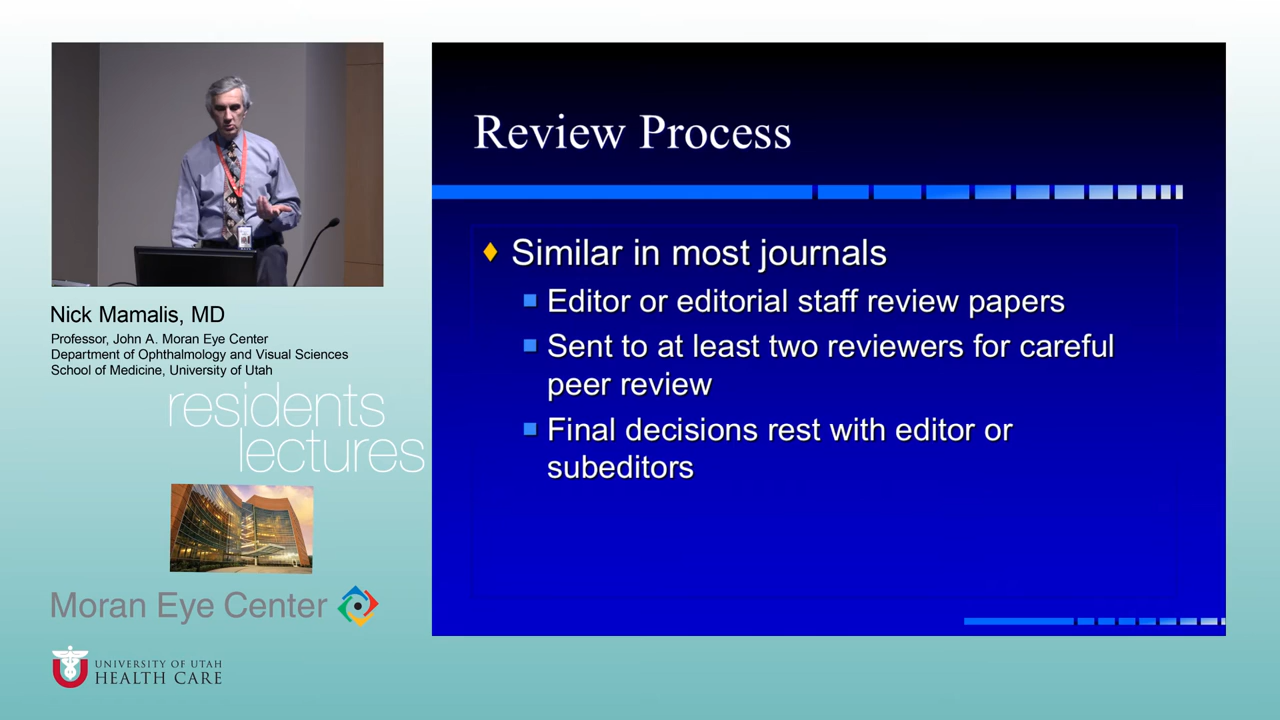 Nick Mamalis, MD
Professor, John A. Moran Eye Center
Department of Ophthalmology and Visual Sciences
School of Medicine, University of Utah
residents
lectures
Moran Eye Center
UNIVERSITY OF UTAH
HEALTH CARE
Review Process
Similar in most journals
Editor or editorial staff review papers
Sent to at least two reviewers for careful
peer review
Final decisions rest with editor or
subeditors